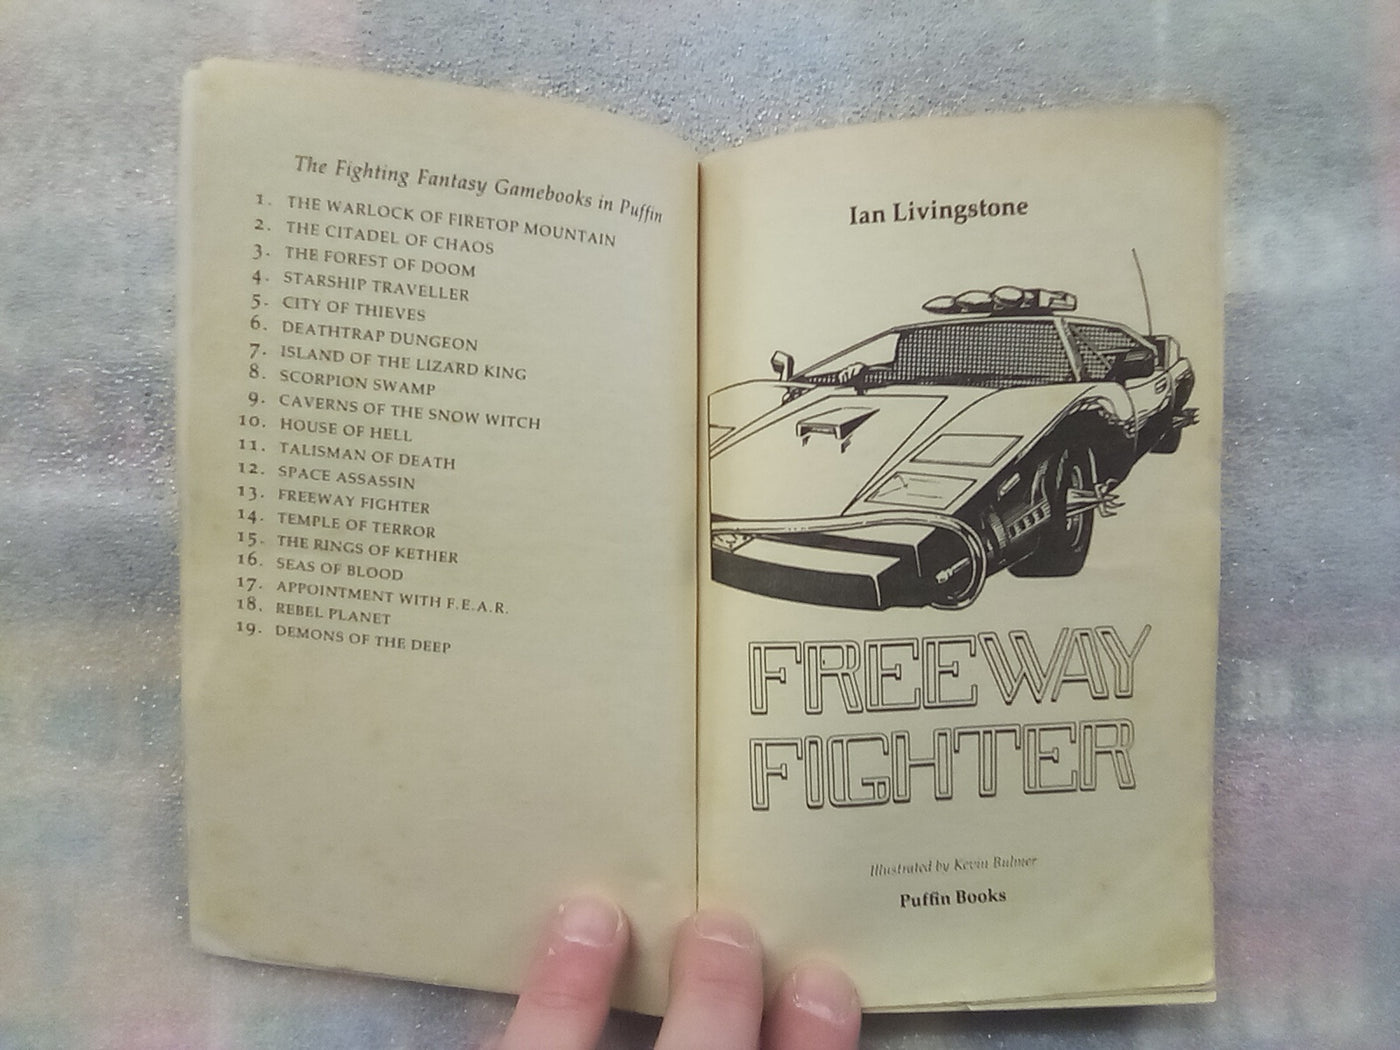 The Fighting Fantasy Gamebooks in Puffin
1. THE WARLOCK OF FIRETOP MOUNTAIN
2. THE CITADEL OF CHAOS
3. THE FOREST OF DOOM
4. STARSHIP TRAVELLER
5. CITY OF THIEVES
6. DEATHTRAP DUNGEON
7. ISLAND OF THE LIZARD KING
8. SCORPION SWAMP
9. CAVERNS OF THE SNOW WITCH
10. HOUSE OF HELL
11. TALISMAN OF DEATH
12. SPACE ASSASSIN
13. FREEWAY FIGHTER
14. TEMPLE OF TERROR
15. THE RINGS OF KETHER
16. SEAS OF BLOOD
17. APPOINTMENT WITH F.E.A.R.
18. REBEL PLANET
19. DEMONS OF THE DEEP
Ian Livingstone
FREEWAY
FIGHTER
Illustrated by Kevin Bulmer
Puffin Books